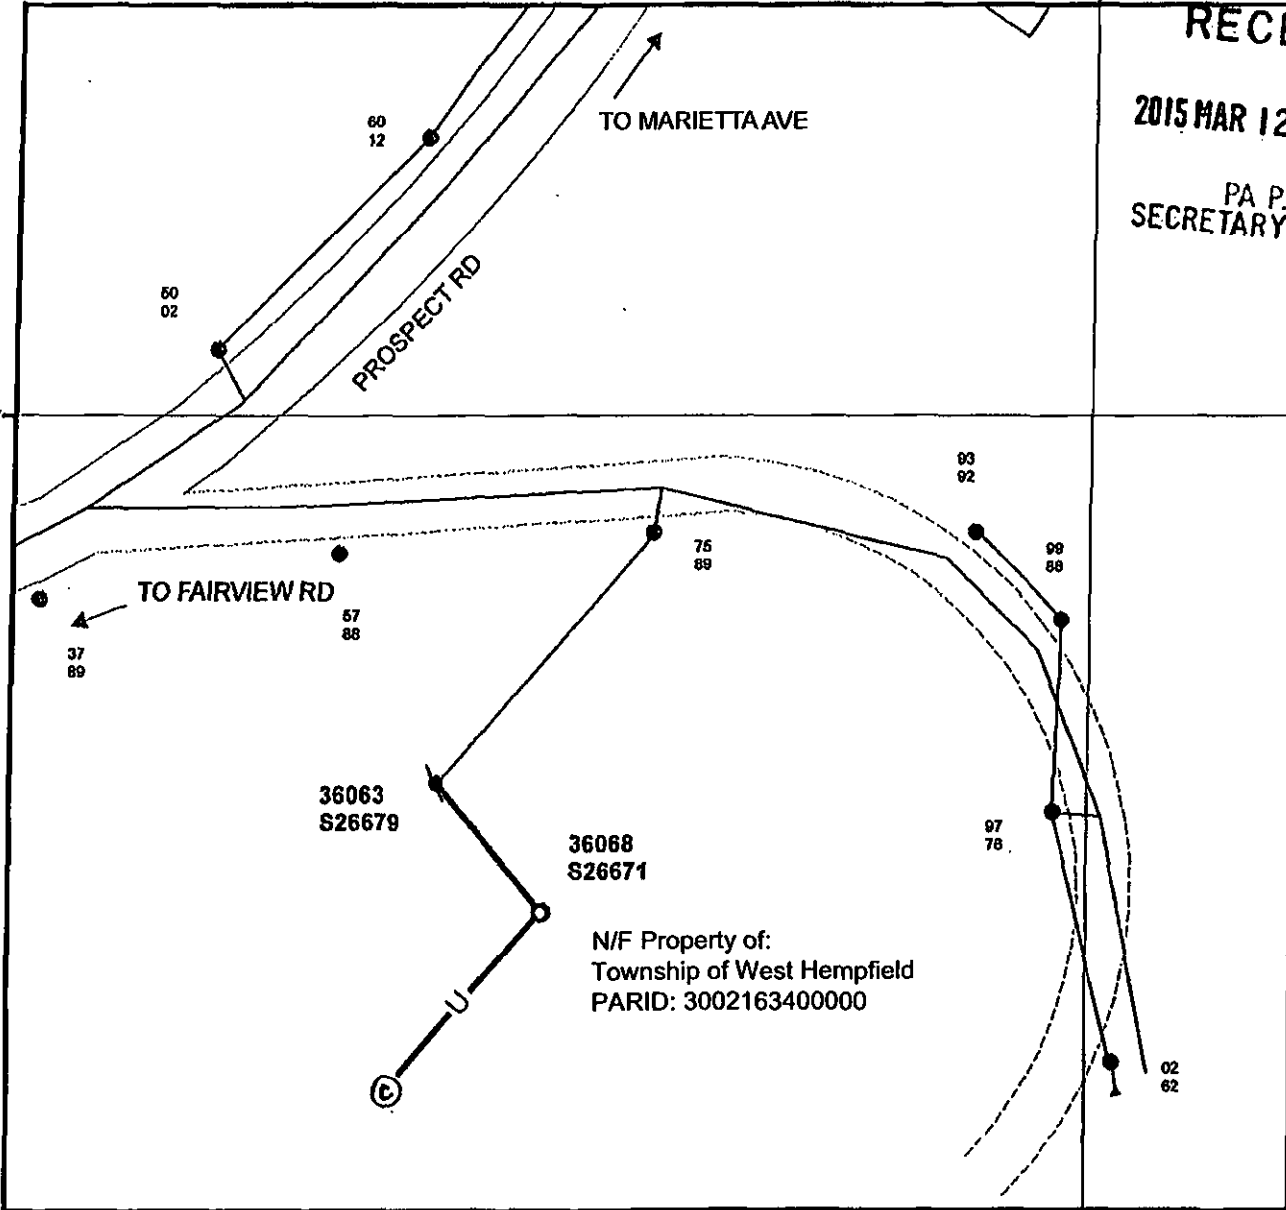 RECE
2015 MAR 12
PA P.
SECRETARY
TO MARIETTA AVE
60
12
50
02
PROSPECT RD
93
92
99
88
75
89
TO FAIRVIEW RD
57
88
37
89
36063
S26679
36068
S26671
97
78
N/F Property of:
Township of West Hempfield
PARID: 3002163400000
U
C
02
62